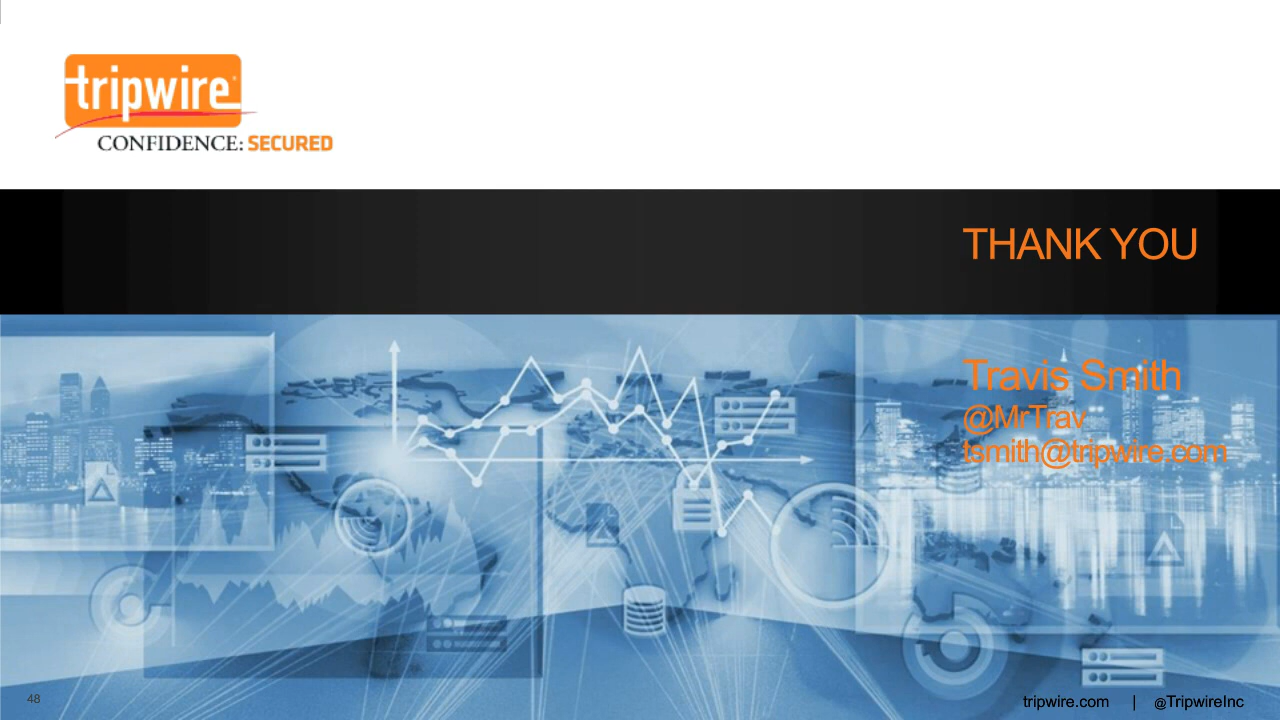 tripwire
CONFIDENCE: SECURED
THANK YOU
Travis Smith
@MrTrav
tsmith@tripwire.com
48
tripwire.com | @TripwireInc